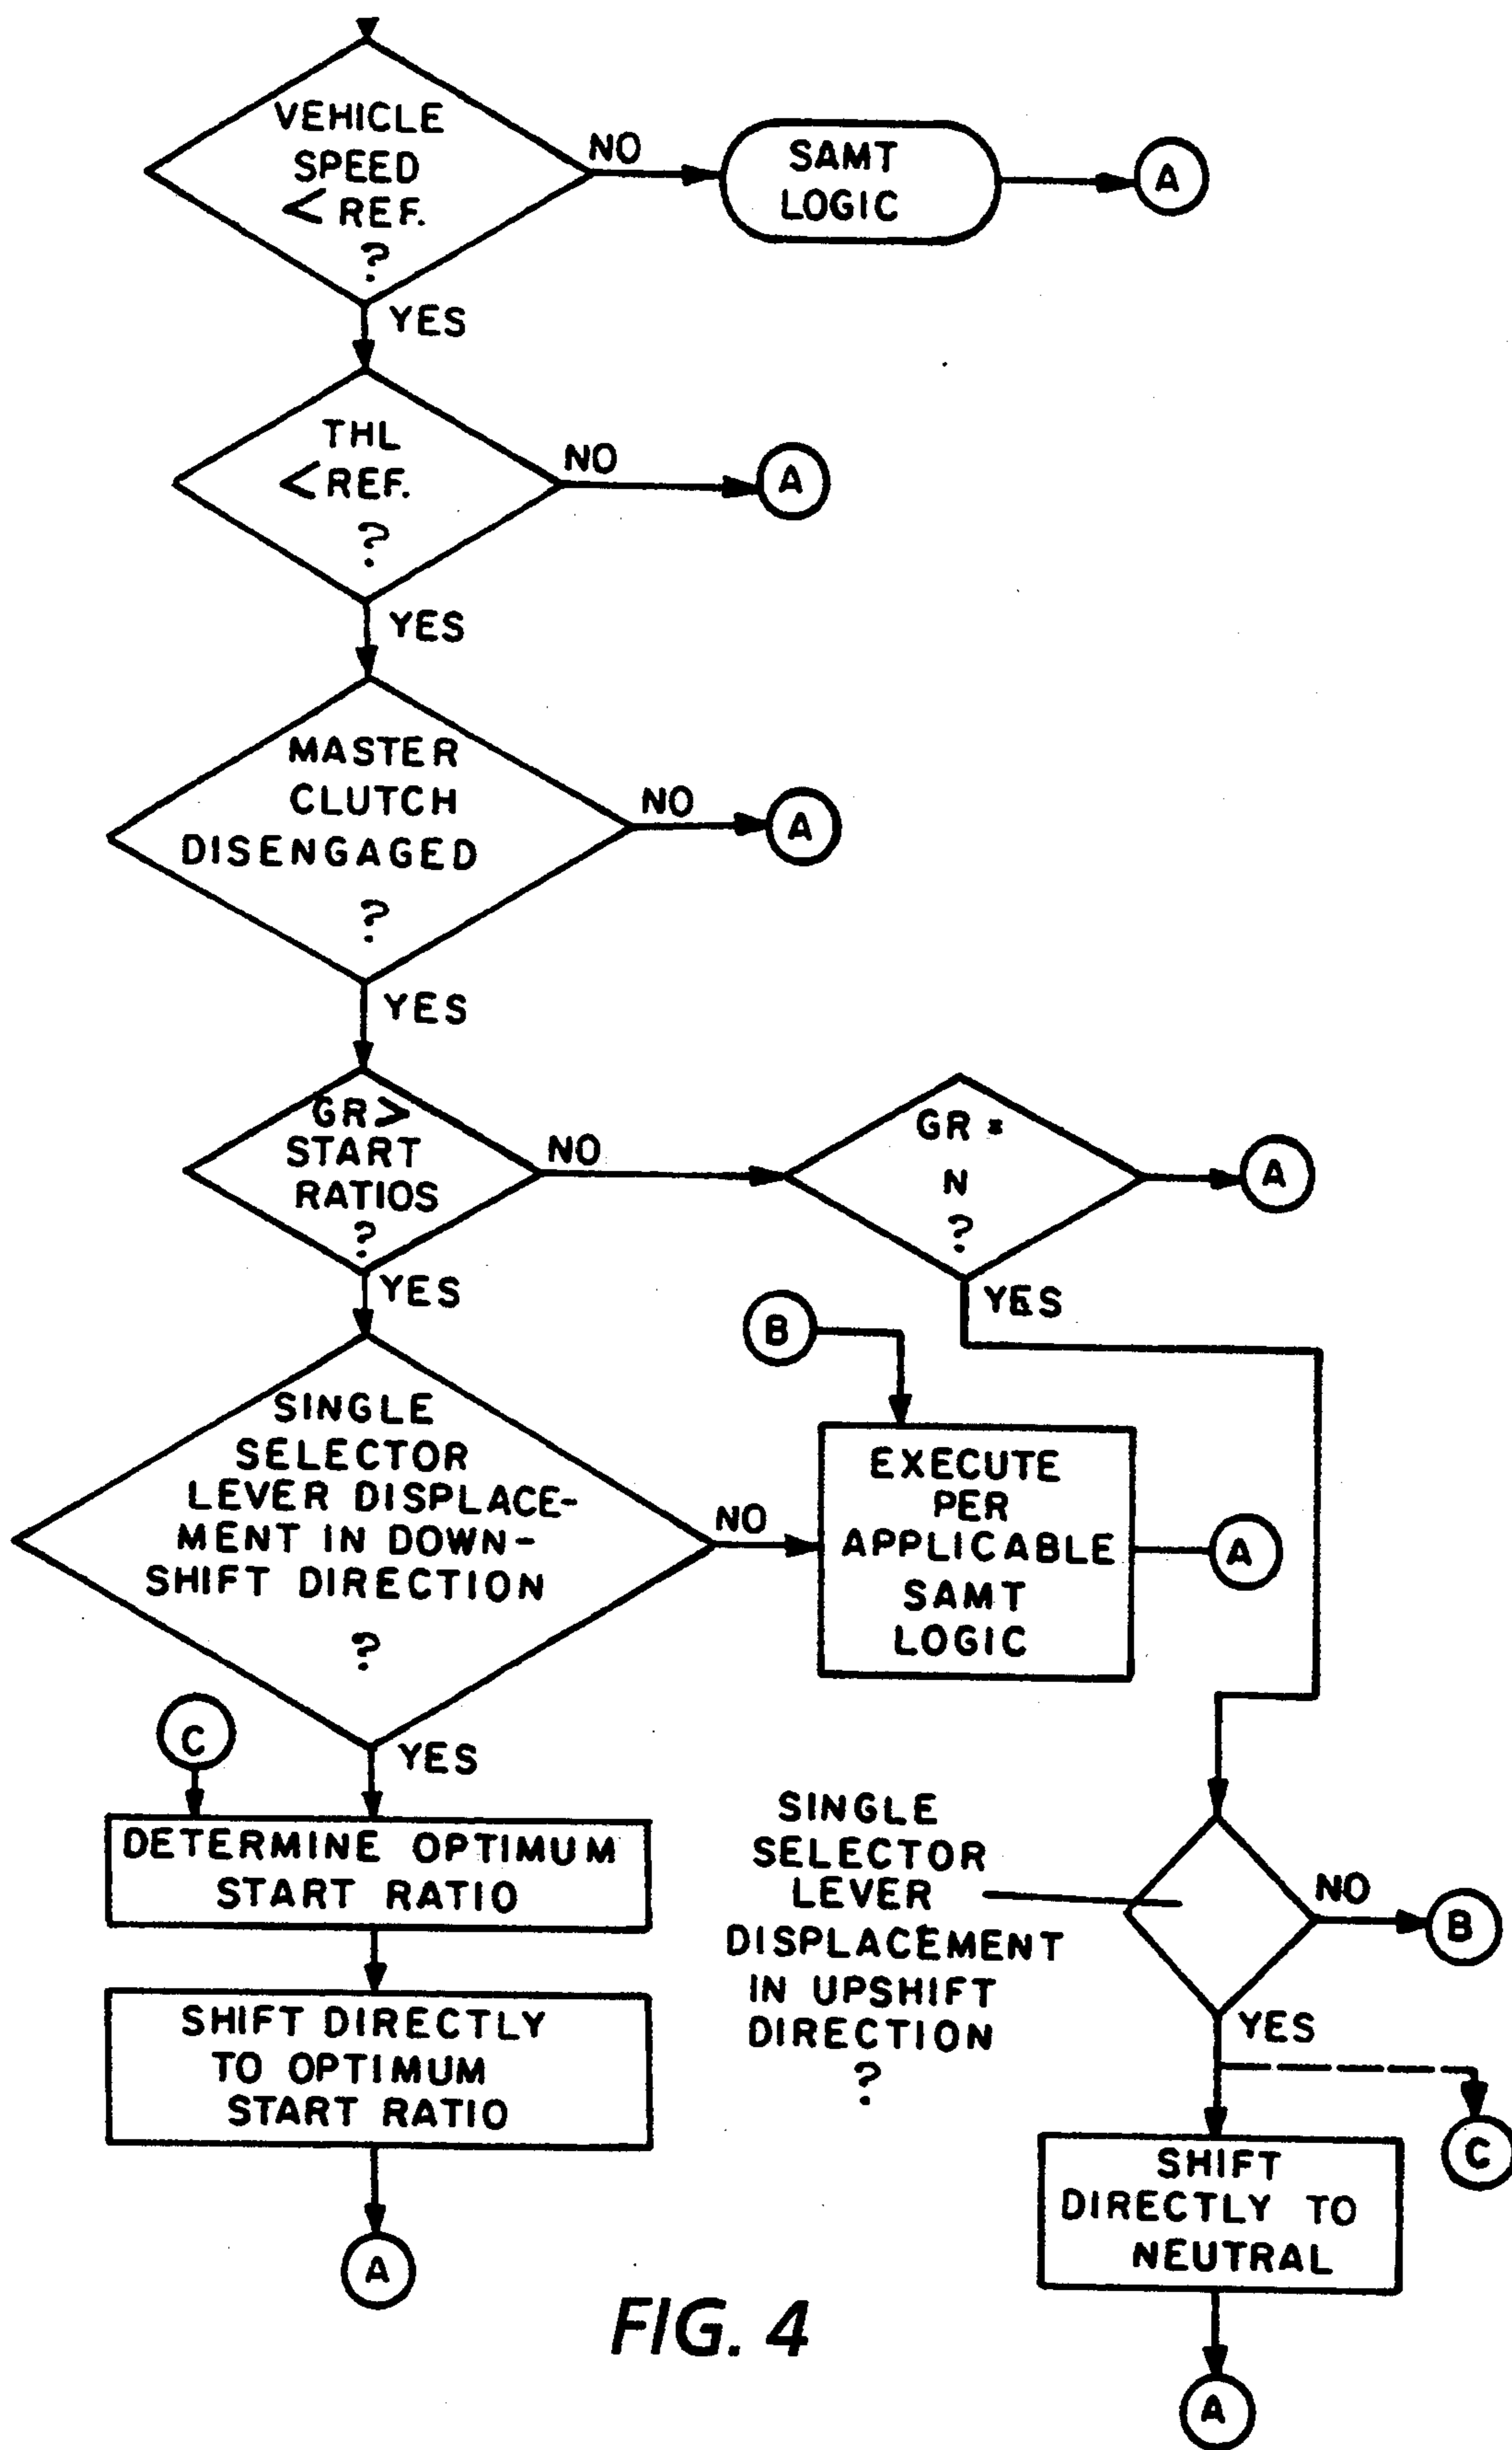 VEHICLE
SPEED
< REF.
?
NO
SAMT
LOGIC
A
YES
THL
< REF.
?
NO
A
YES
MASTER
CLUTCH
DISENGAGED
?
NO
A
YES
GR >
START
RATIOS
?
NO
GR =
N
?
A
YES
YES
B
SINGLE
SELECTOR
LEVER DISPLACE-
MENT IN DOWN-
SHIFT DIRECTION
?
NO
EXECUTE
PER
APPLICABLE
SAMT
LOGIC
A
C
YES
DETERMINE OPTIMUM
START RATIO
SINGLE
SELECTOR
LEVER
DISPLACEMENT
IN UPSHIFT
DIRECTION
?
NO
B
YES
C
SHIFT DIRECTLY
TO OPTIMUM
START RATIO
A
SHIFT
DIRECTLY TO
NEUTRAL
A
FIG. 4